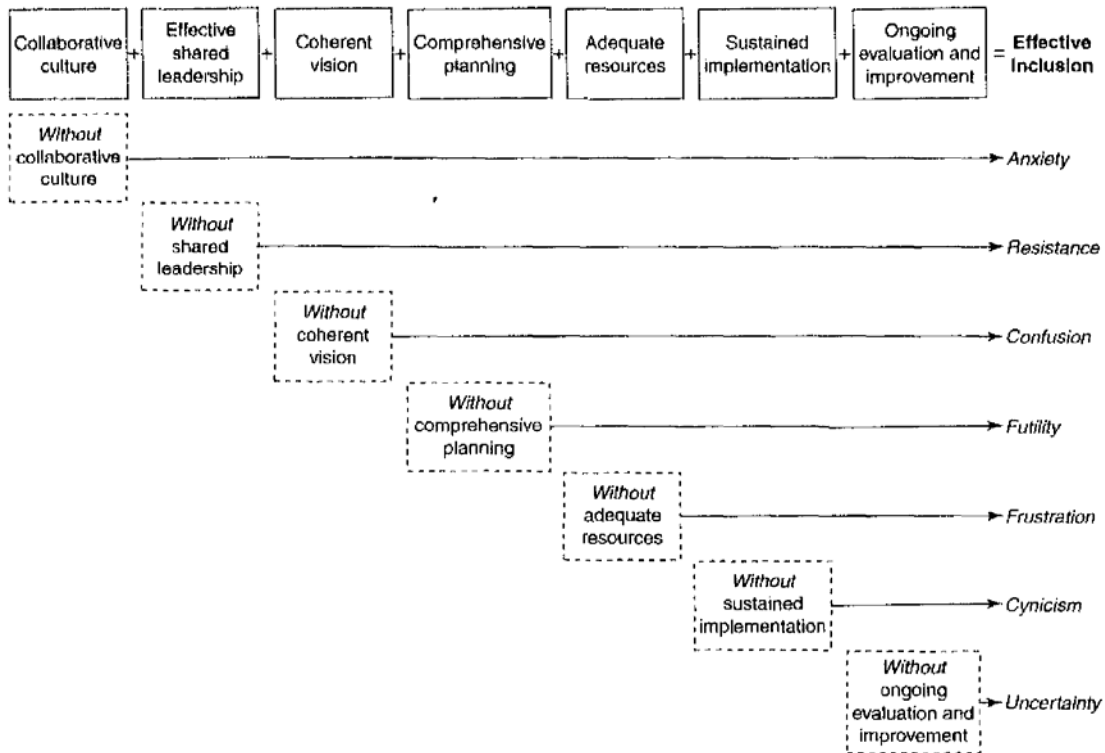 Collaborative culture + Effective shared leadership + Coherent vision + Comprehensive planning + Adequate resources + Sustained implementation + Ongoing evaluation and improvement = Effective Inclusion
Without collaborative culture
Anxiety
Without shared leadership
Resistance
Without coherent vision
Confusion
Without comprehensive planning
Futility
Without adequate resources
Frustration
Without sustained implementation
Cynicism
Without ongoing evaluation and improvement
Uncertainty